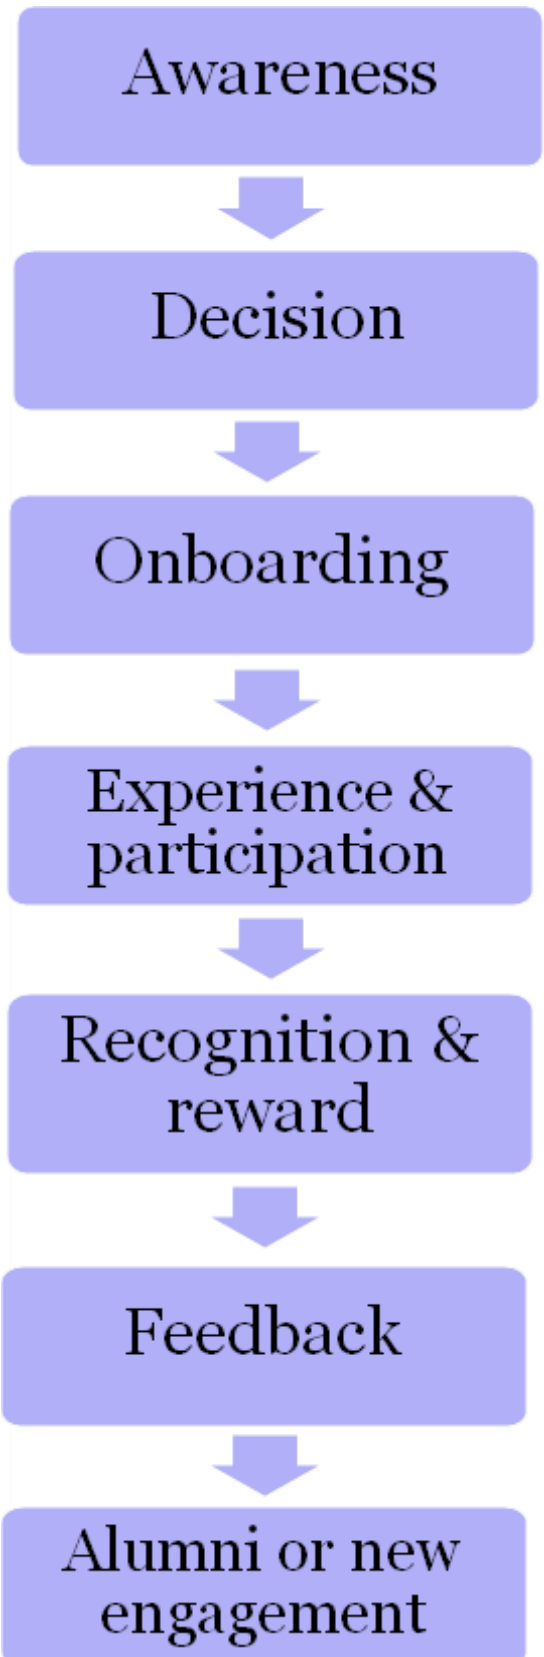 Awareness
Decision
Onboarding
Experience &
participation
Recognition &
reward
Feedback
Alumni or new
engagement